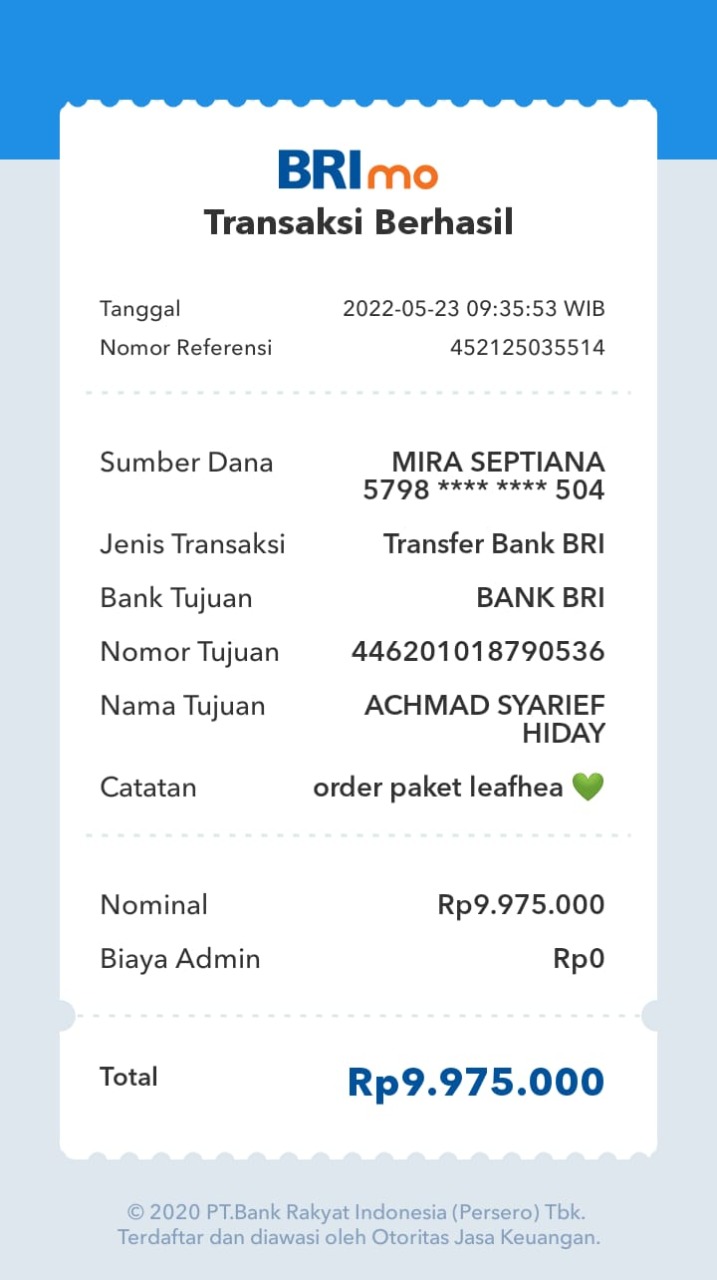 BRImo
Transaksi Berhasil
Tanggal 2022-05-23 09:35:53 WIB
Nomor Referensi 452125035514
Sumber Dana MIRA SEPTIANA
5798 **** **** 504
Jenis Transaksi Transfer Bank BRI
Bank Tujuan BANK BRI
Nomor Tujuan 446201018790536
Nama Tujuan ACHMAD SYARIEF
HIDAY
Catatan order paket leafhea 💚
Nominal Rp9.975.000
Biaya Admin Rp0
Total Rp9.975.000
© 2020 PT.Bank Rakyat Indonesia (Persero) Tbk.
Terdaftar dan diawasi oleh Otoritas Jasa Keuangan.